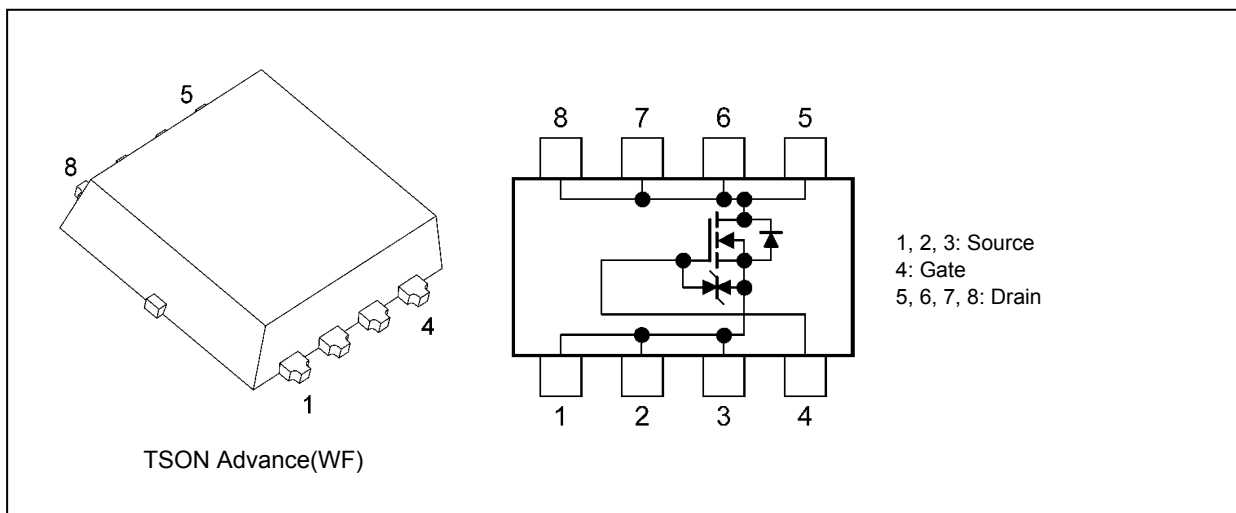 5
8
4
1
TSON Advance(WF)
8 7 6 5
1 2 3 4
1, 2, 3: Source
4: Gate
5, 6, 7, 8: Drain